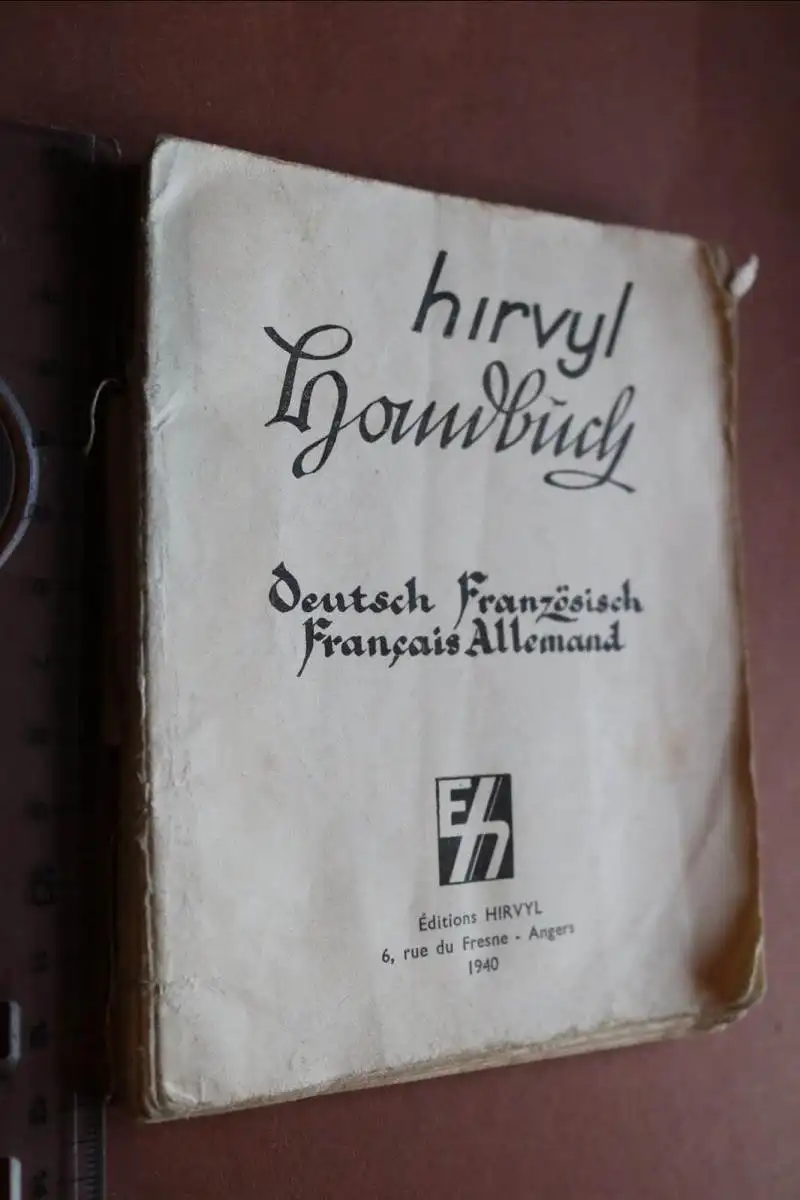 hirvyl
Handbuch
Deutsch Französisch
Français Allemand
EH
Éditions HIRVYL
6, rue du Fresne - Angers
1940